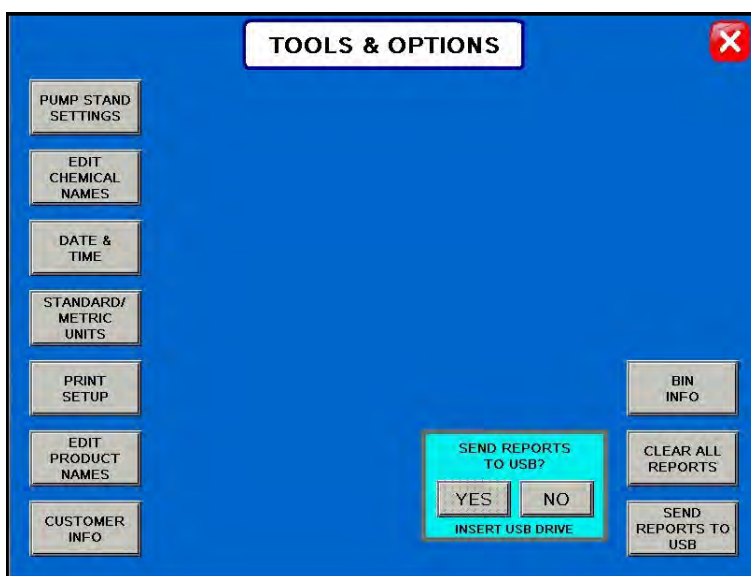 TOOLS & OPTIONS
PUMP STAND
SETTINGS
EDIT
CHEMICAL
NAMES
DATE &
TIME
STANDARD/
METRIC
UNITS
PRINT
SETUP
EDIT
PRODUCT
NAMES
CUSTOMER
INFO
SEND REPORTS
TO USB?
YES NO
INSERT USB DRIVE
BIN
INFO
CLEAR ALL
REPORTS
SEND
REPORTS TO
USB